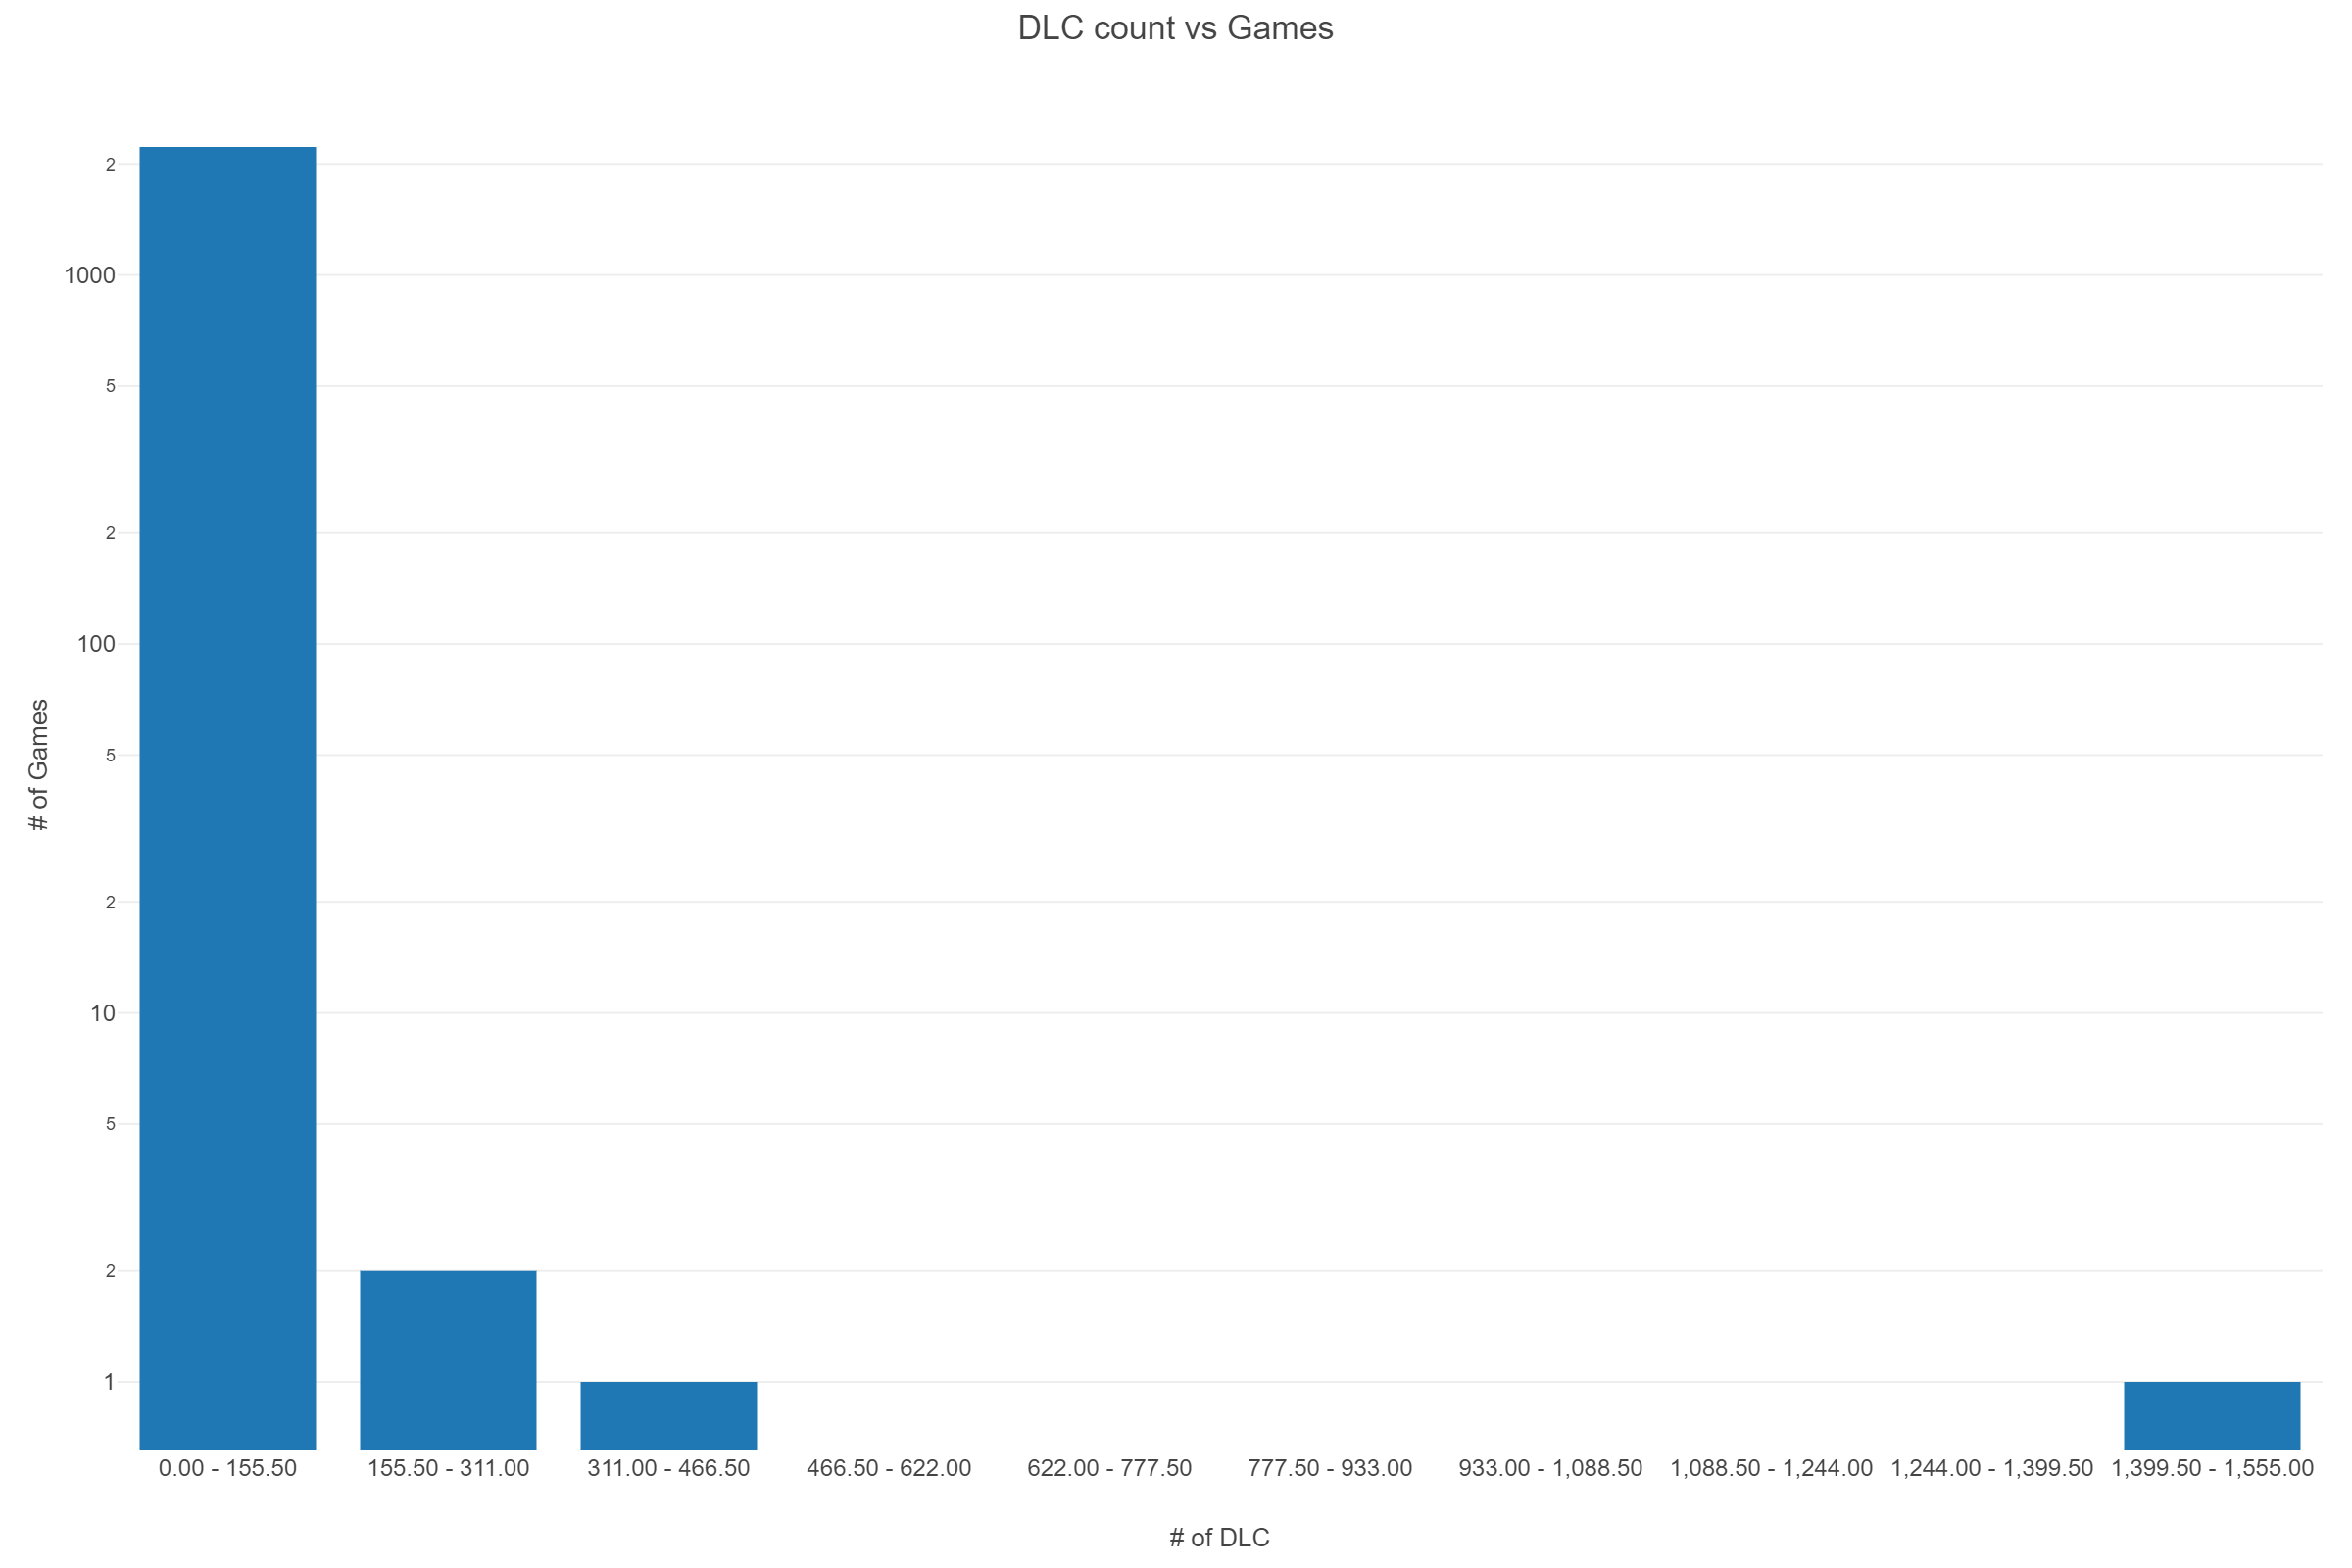 DLC count vs Games
2
1000
5
2
100
5
2
10
5
2
1
# of Games
0.00 - 155.50
155.50 - 311.00
311.00 - 466.50
466.50 - 622.00
622.00 - 777.50
777.50 - 933.00
933.00 - 1,088.50
1,088.50 - 1,244.00
1,244.00 - 1,399.50
1,399.50 - 1,555.00
# of DLC